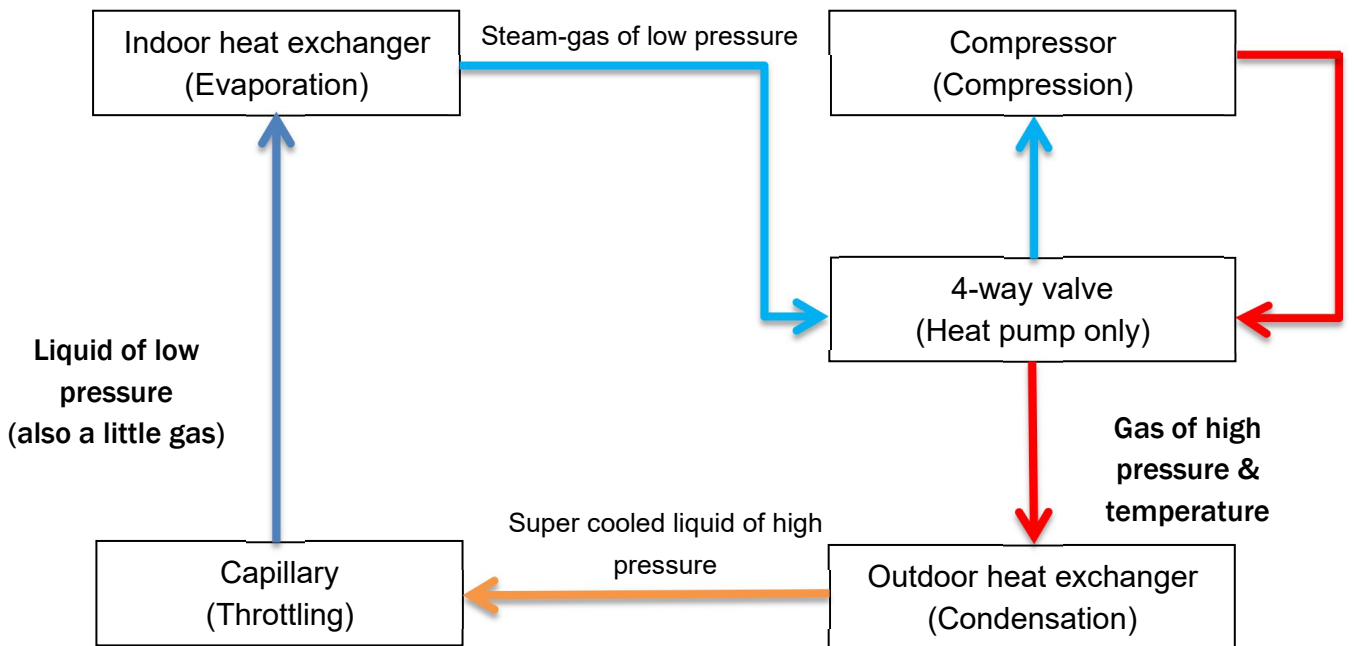 Indoor heat exchanger
(Evaporation)
Steam-gas of low pressure
Compressor
(Compression)
4-way valve
(Heat pump only)
Liquid of low
pressure
(also a little gas)
Gas of high
pressure &
temperature
Super cooled liquid of high
pressure
Capillary
(Throttling)
Outdoor heat exchanger
(Condensation)